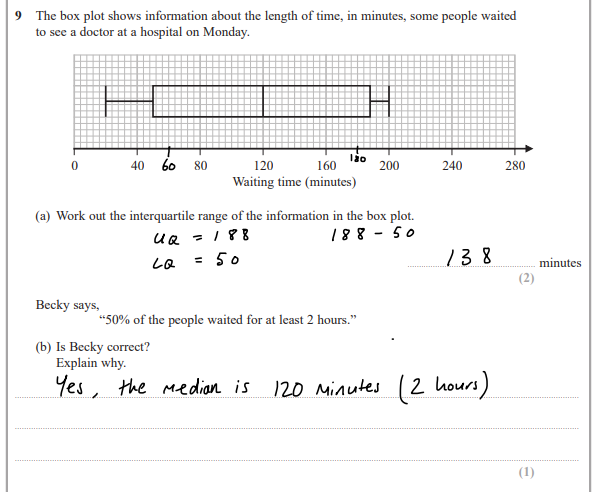 9 The box plot shows information about the length of time, in minutes, some people waited
to see a doctor at a hospital on Monday.
0 40 60 80 120 160 180 200 240 280
Waiting time (minutes)
(a) Work out the interquartile range of the information in the box plot.
UQ = 188 188 - 50
LQ = 50
138 minutes
(2)
Becky says,
“50% of the people waited for at least 2 hours.”
(b) Is Becky correct?
Explain why.
Yes, the median is 120 minutes (2 hours)
(1)